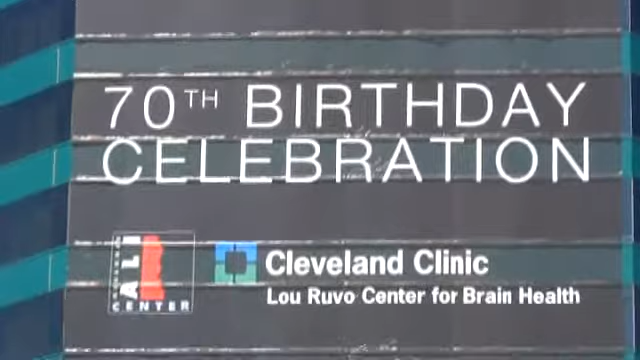 70TH BIRTHDAY
CELEBRATION
ALI
CENTER
Cleveland Clinic
Lou Ruvo Center for Brain Health